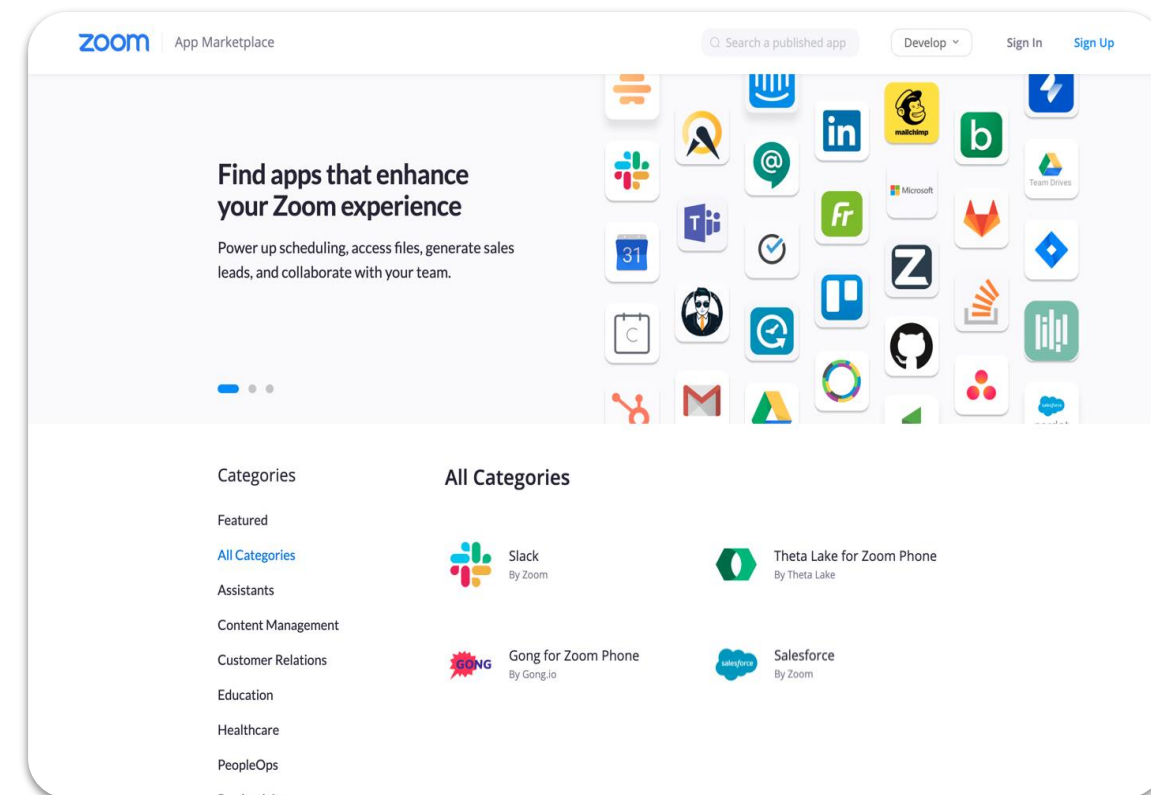 zoom
App Marketplace
Search a published app
Develop
Sign In
Sign Up
Find apps that enhance
your Zoom experience
Power up scheduling, access files, generate sales
leads, and collaborate with your team.
mailchimp
in
@
b
Team Drives
Microsoft
T
Fr
31
Z
C
M
salesforce
Categories
Featured
All Categories
Assistants
Content Management
Customer Relations
Education
Healthcare
PeopleOps
All Categories
Slack
By Zoom
Theta Lake for Zoom Phone
By Theta Lake
GONG
Gong for Zoom Phone
By Gong.io
salesforce
Salesforce
By Zoom